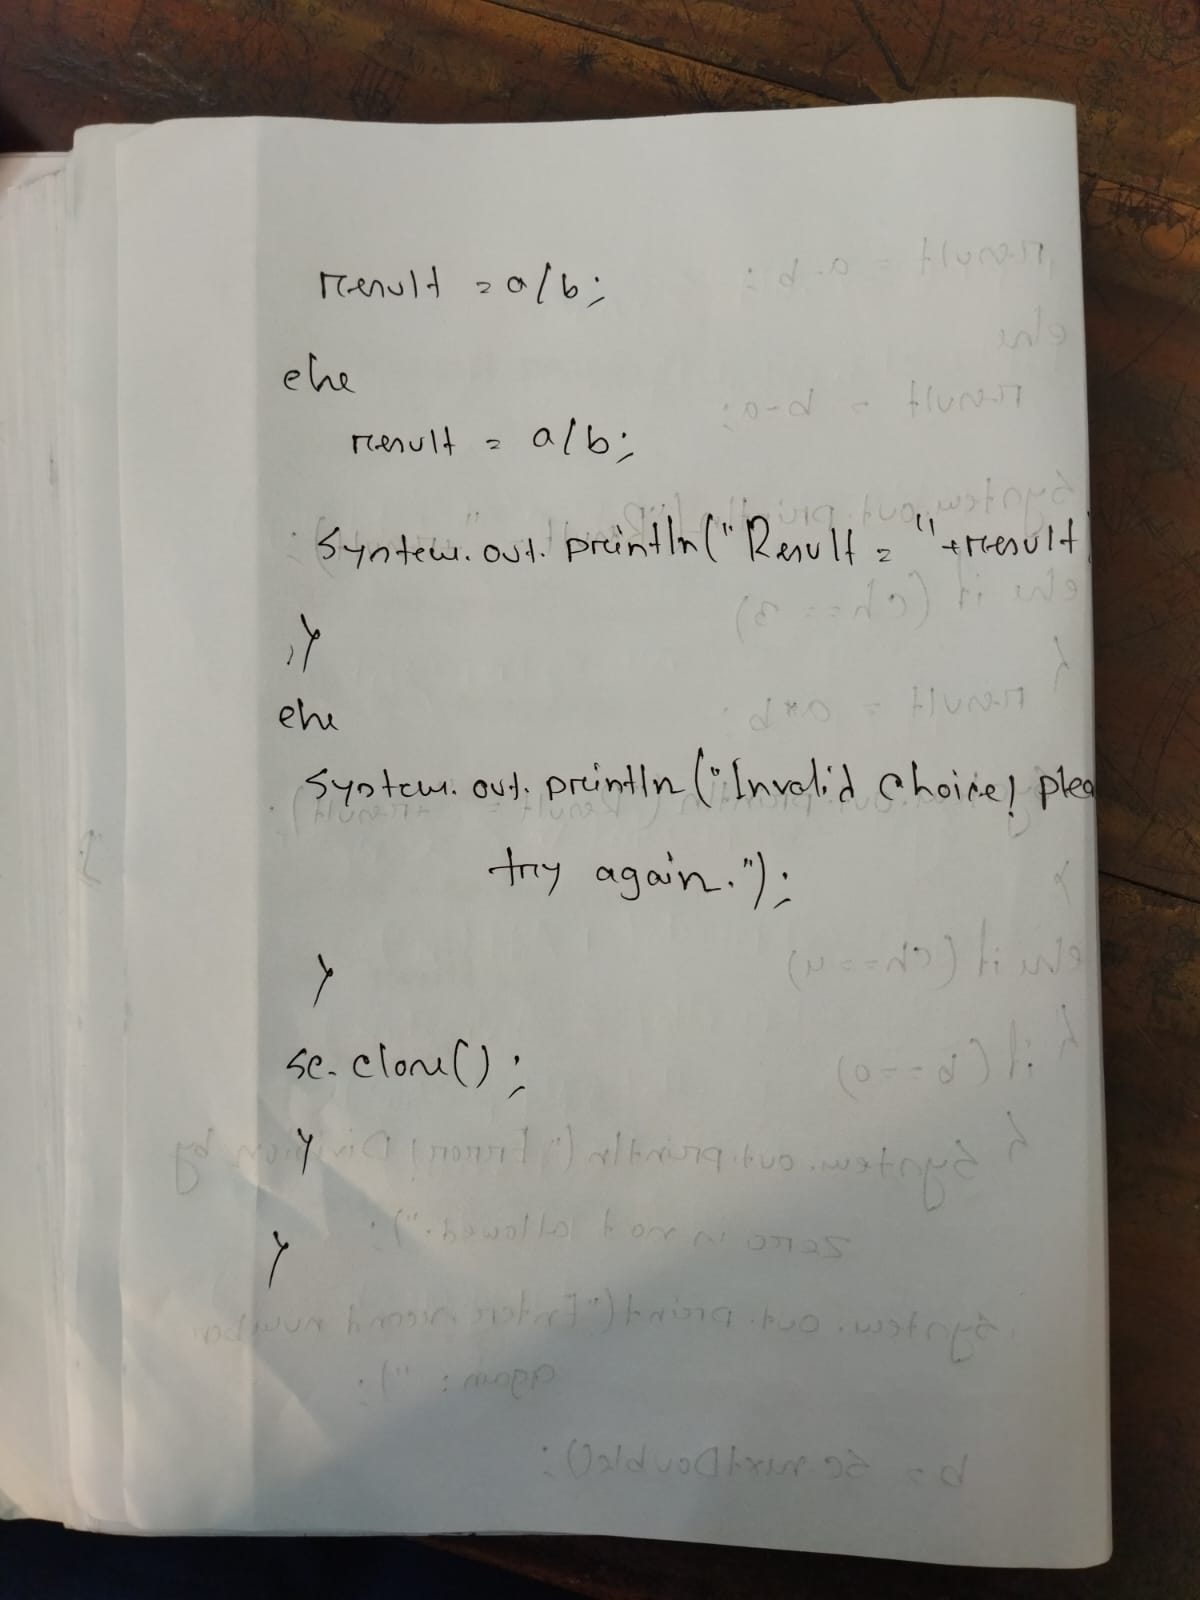 result = a/b;
else
result = a/b;
System.out.println("Result = "+result
}
else
System.out.println("Invalid choice! plea
try again.");
}
sc.close();
}
}